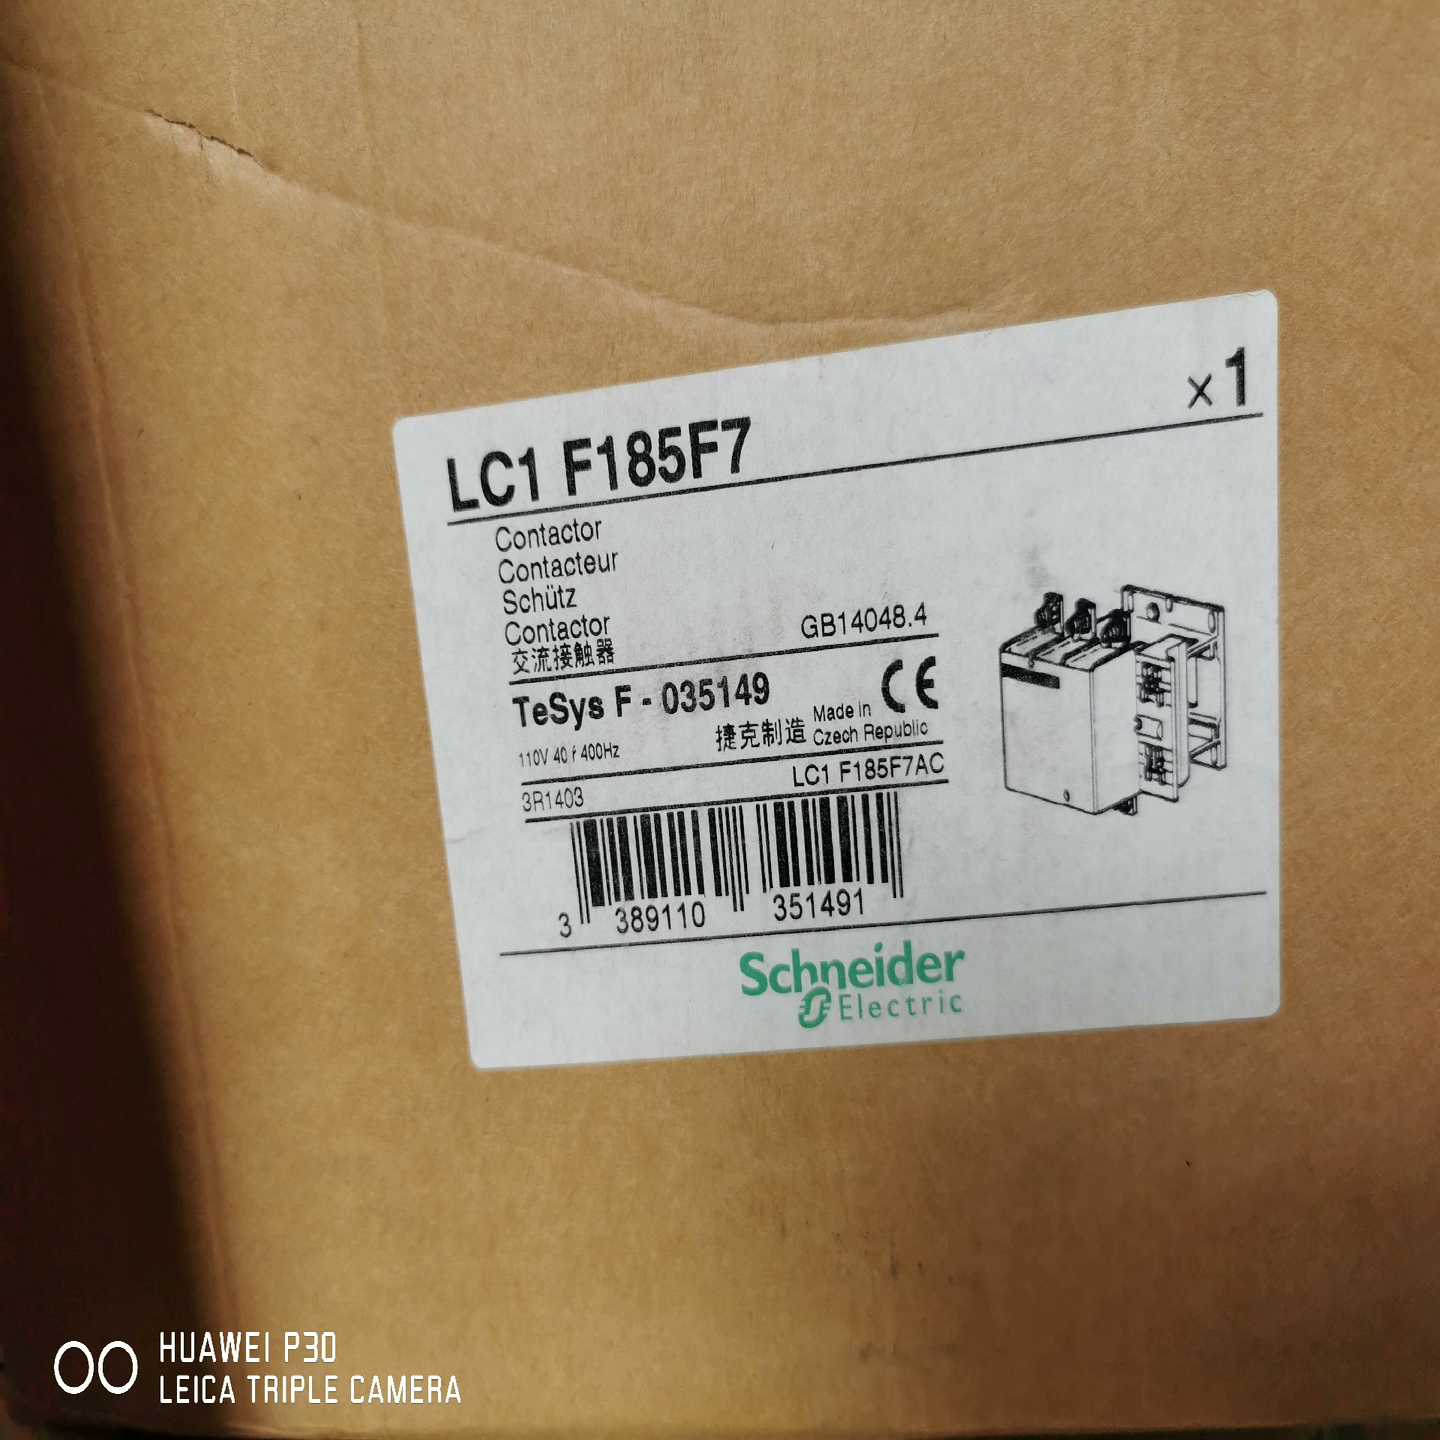 × 1
LC1 F185F7
Contactor
Contacteur
Schütz
Contactor
交流接触器
GB14048.4
TeSys F - 035149
CE
110V 40 f 400Hz
捷克制造
Made in
Czech Republic
3R1403
LC1 F185F7AC
3 389110 351491
Schneider
Electric
HUAWEI P30
LEICA TRIPLE CAMERA